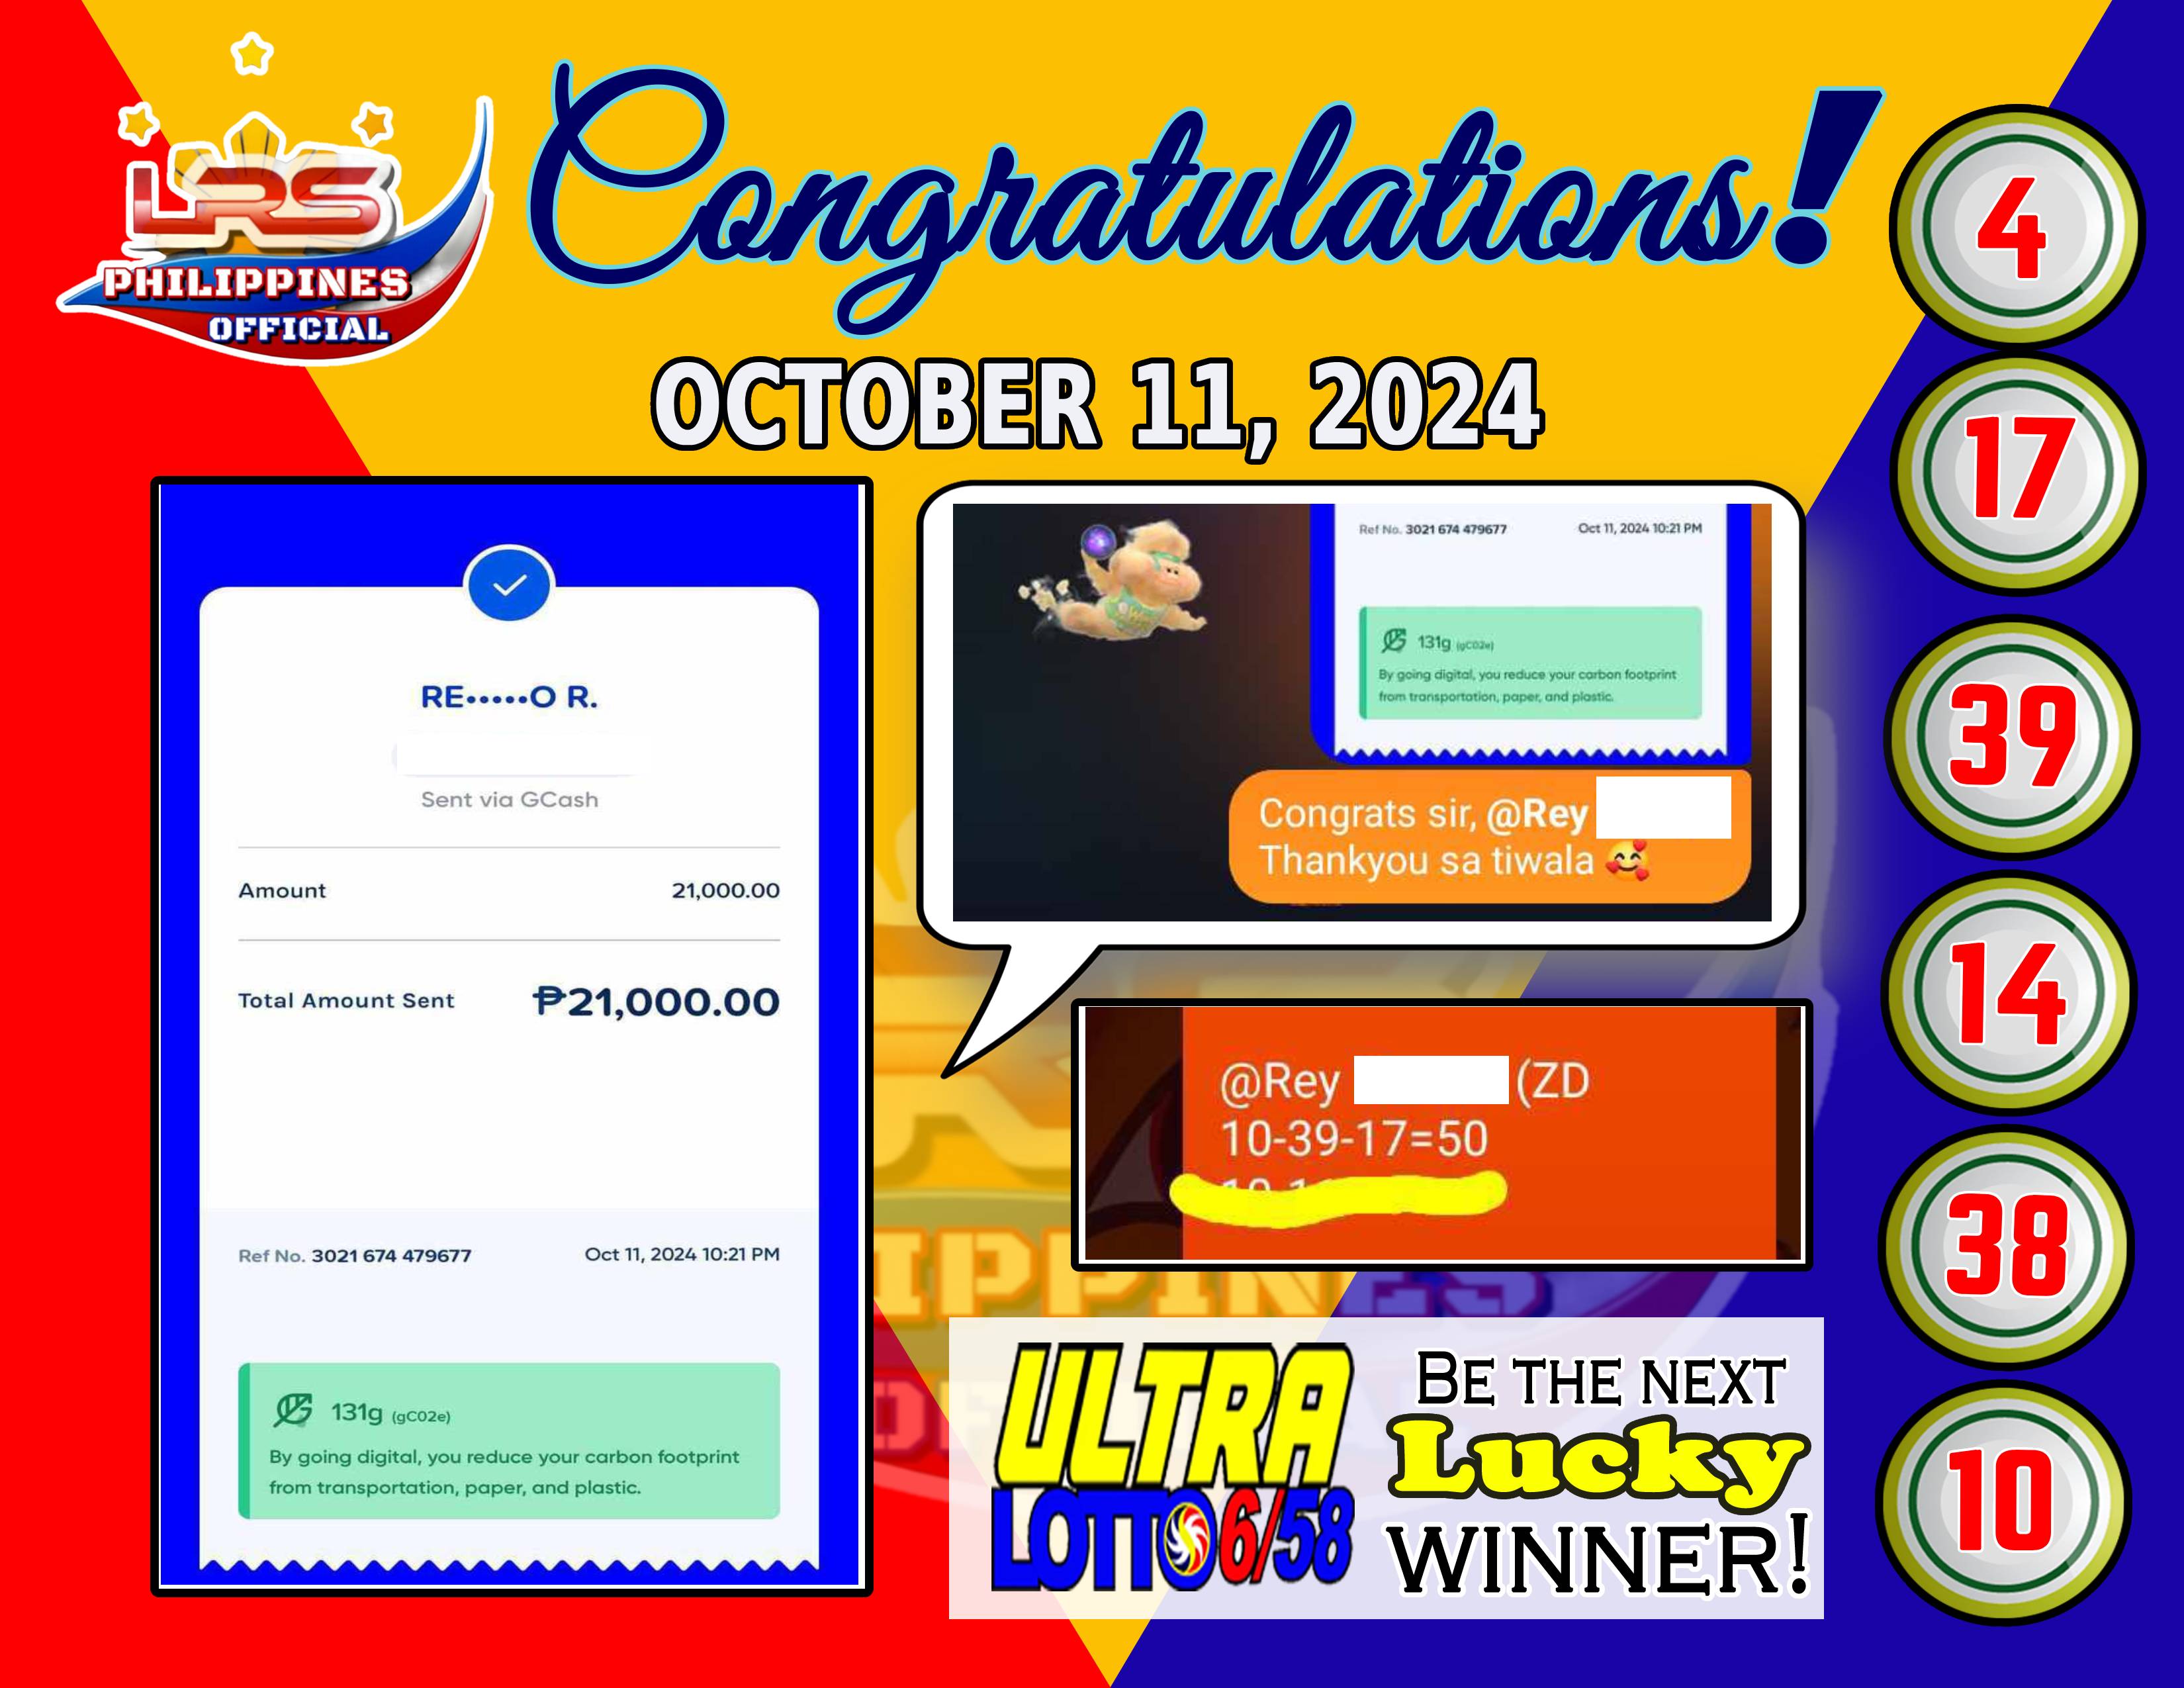 LRS
PHILIPPINES
OFFICIAL
Congratulations!
OCTOBER 11, 2024
RE•••••O R.
Sent via GCash
Amount 21,000.00
Total Amount Sent ₱21,000.00
Ref No. 3021 674 479677 Oct 11, 2024 10:21 PM
131g (gCO2e)
By going digital, you reduce your carbon footprint
from transportation, paper, and plastic.
Ref No. 3021 674 479677 Oct 11, 2024 10:21 PM
131g (gCO2e)
By going digital, you reduce your carbon footprint
from transportation, paper, and plastic.
Congrats sir, @Rey
Thankyou sa tiwala 🥰
@Rey (ZD
10-39-17=50
ULTRA
LOTTO 6/58
BE THE NEXT
Lucky
WINNER!
4
17
39
14
38
10